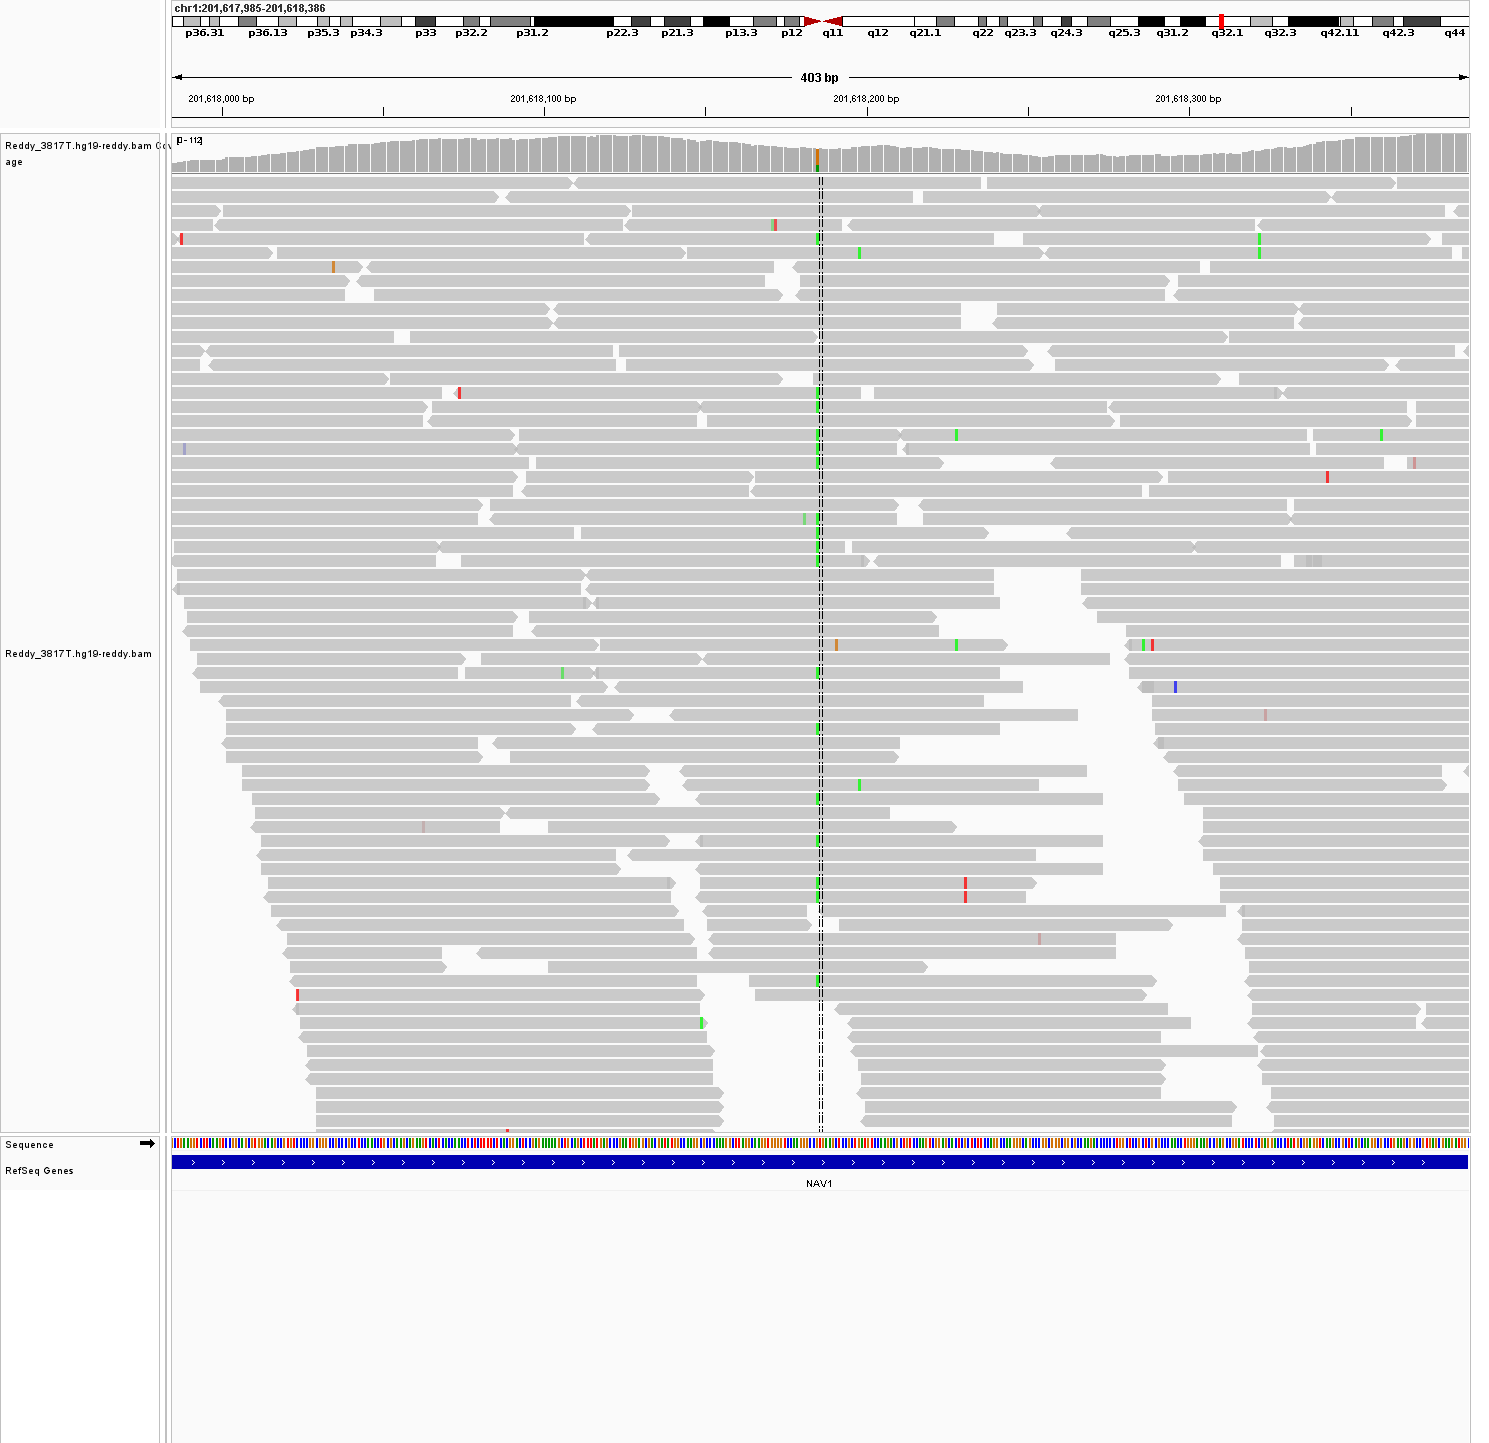 chr1:201,617,985-201,618,386
p36.31 p36.13 p35.3 p34.3 p33 p32.2 p31.2 p22.3 p21.3 p13.3 p12 q11 q12 q21.1 q22 q23.3 q24.3 q25.3 q31.2 q32.1 q32.3 q42.11 q42.3 q44
403 bp
201,618,000 bp 201,618,100 bp 201,618,200 bp 201,618,300 bp
[0 - 112]
Reddy_3817T.hg19-reddy.bam Cov
age
Reddy_3817T.hg19-reddy.bam
Sequence
RefSeq Genes
NAV1